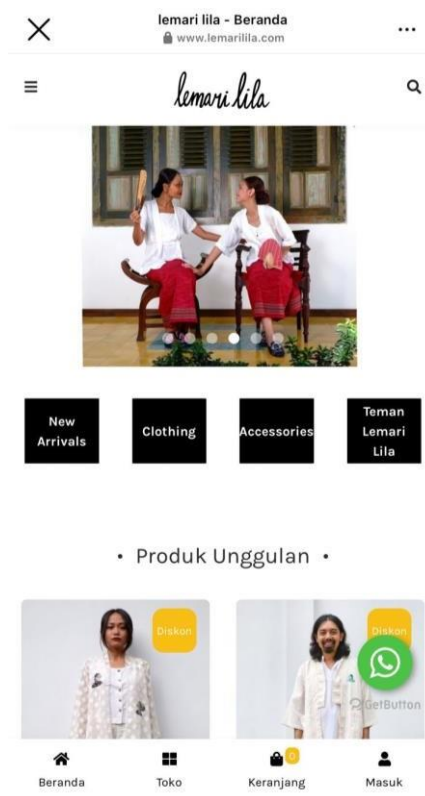 lemari lila - Beranda
www.lemarilila.com
lemari lila
New
Arrivals
Clothing
Accessories
Teman
Lemari
Lila
• Produk Unggulan •
Diskon
Diskon
GetButton
0
Beranda
Toko
Keranjang
Masuk